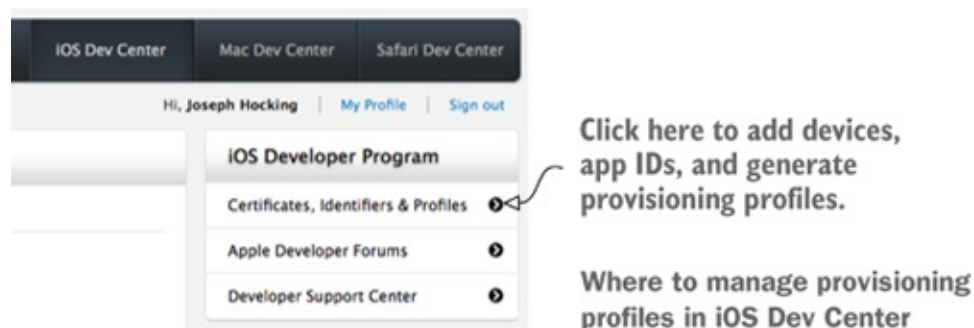 iOS Dev Center
Mac Dev Center
Safari Dev Center
Hi, Joseph Hocking | My Profile | Sign out
iOS Developer Program
Certificates, Identifiers & Profiles
Apple Developer Forums
Developer Support Center
Click here to add devices,
app IDs, and generate
provisioning profiles.
Where to manage provisioning
profiles in iOS Dev Center